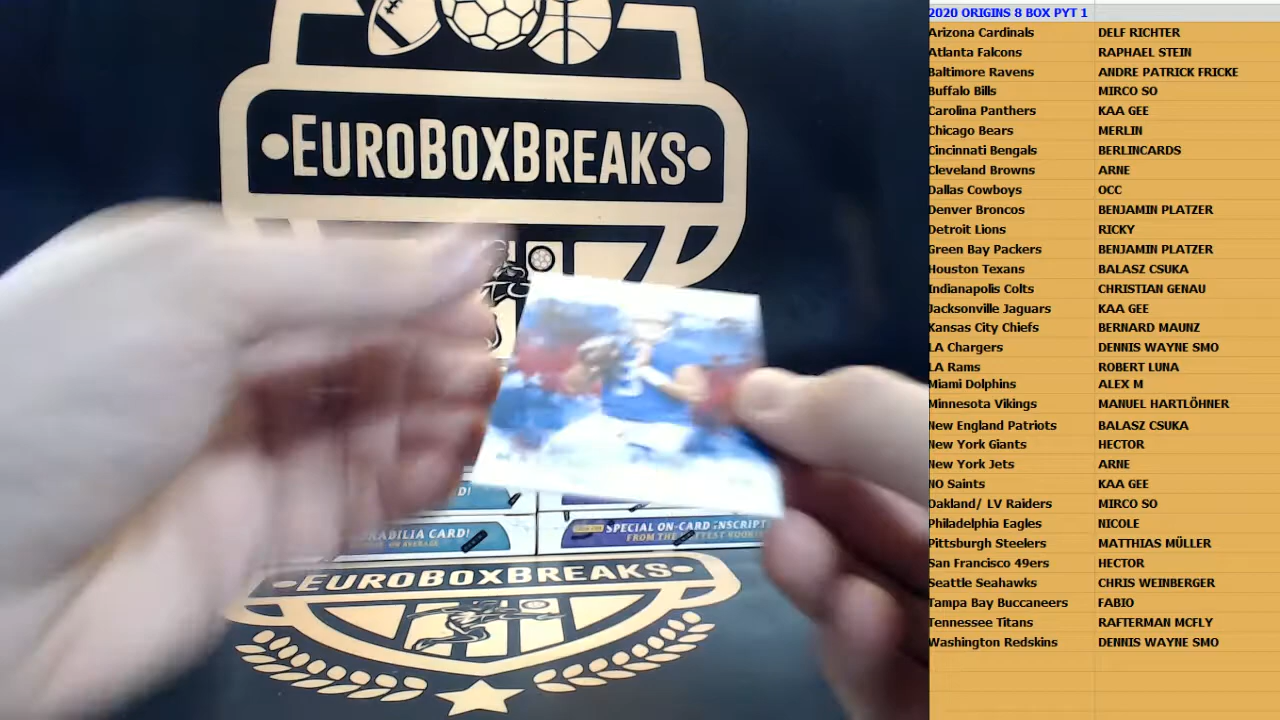 EUROBOXBREAKS
D!
ABILIA CARD!
SPECIAL ON-CARD INSCRIPT
FROM THE
EUROBOXBREAKS
2020 ORIGINS 8 BOX PYT 1
Arizona Cardinals DELF RICHTER
Atlanta Falcons RAPHAEL STEIN
Baltimore Ravens ANDRE PATRICK FRICKE
Buffalo Bills MIRCO SO
Carolina Panthers KAA GEE
Chicago Bears MERLIN
Cincinnati Bengals BERLINCARDS
Cleveland Browns ARNE
Dallas Cowboys OCC
Denver Broncos BENJAMIN PLATZER
Detroit Lions RICKY
Green Bay Packers BENJAMIN PLATZER
Houston Texans BALASZ CSUKA
Indianapolis Colts CHRISTIAN GENAU
Jacksonville Jaguars KAA GEE
Kansas City Chiefs BERNARD MAUNZ
LA Chargers DENNIS WAYNE SMO
LA Rams ROBERT LUNA
Miami Dolphins ALEX M
Minnesota Vikings MANUEL HARTLÖHNER
New England Patriots BALASZ CSUKA
New York Giants HECTOR
New York Jets ARNE
NO Saints KAA GEE
Oakland/ LV Raiders MIRCO SO
Philadelphia Eagles NICOLE
Pittsburgh Steelers MATTHIAS MÜLLER
San Francisco 49ers HECTOR
Seattle Seahawks CHRIS WEINBERGER
Tampa Bay Buccaneers FABIO
Tennessee Titans RAFTERMAN MCFLY
Washington Redskins DENNIS WAYNE SMO